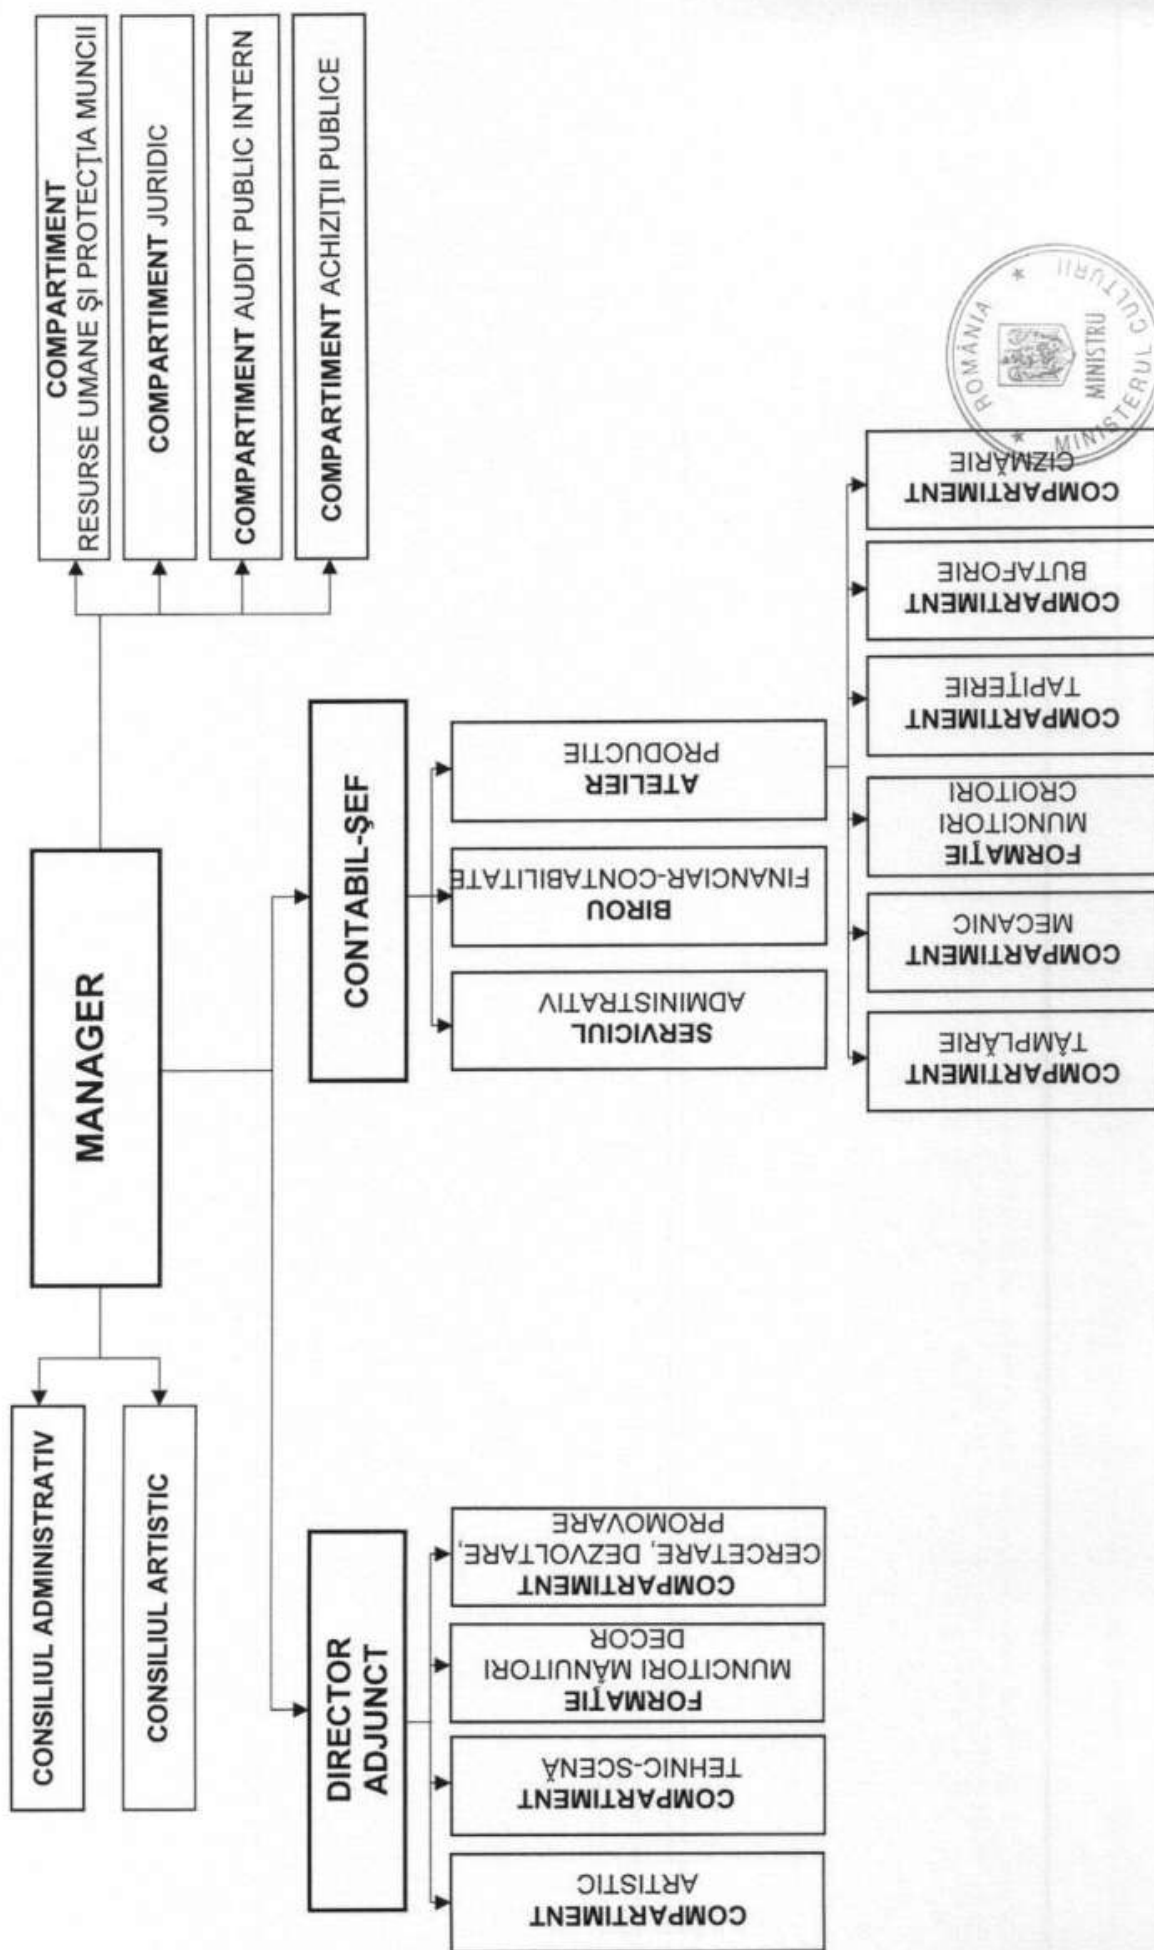 CONSILIUL ADMINISTRATIV
CONSILIUL ARTISTIC
MANAGER
COMPARTIMENT
RESURSE UMANE ŞI PROTECŢIA MUNCII
COMPARTIMENT JURIDIC
COMPARTIMENT AUDIT PUBLIC INTERN
COMPARTIMENT ACHIZIŢII PUBLICE
DIRECTOR
ADJUNCT
CONTABIL-ŞEF
COMPARTIMENT
ARTISTIC
COMPARTIMENT
TEHNIC-SCENĂ
FORMAŢIE
MUNCITORI MÂNUITORI
DECOR
COMPARTIMENT
CERCETARE, DEZVOLTARE,
PROMOVARE
SERVICIUL
ADMINISTRATIV
BIROU
FINANCIAR-CONTABILITATE
ATELIER
PRODUCTIE
COMPARTIMENT
TÂMPLĂRIE
COMPARTIMENT
MECANIC
FORMAŢIE
MUNCITORI
CROITORI
COMPARTIMENT
TAPIŢERIE
COMPARTIMENT
BUTAFORIE
COMPARTIMENT
CIZMĂRIE
★ ROMÂNIA ★
MINISTERUL CULTURII
MINISTRU